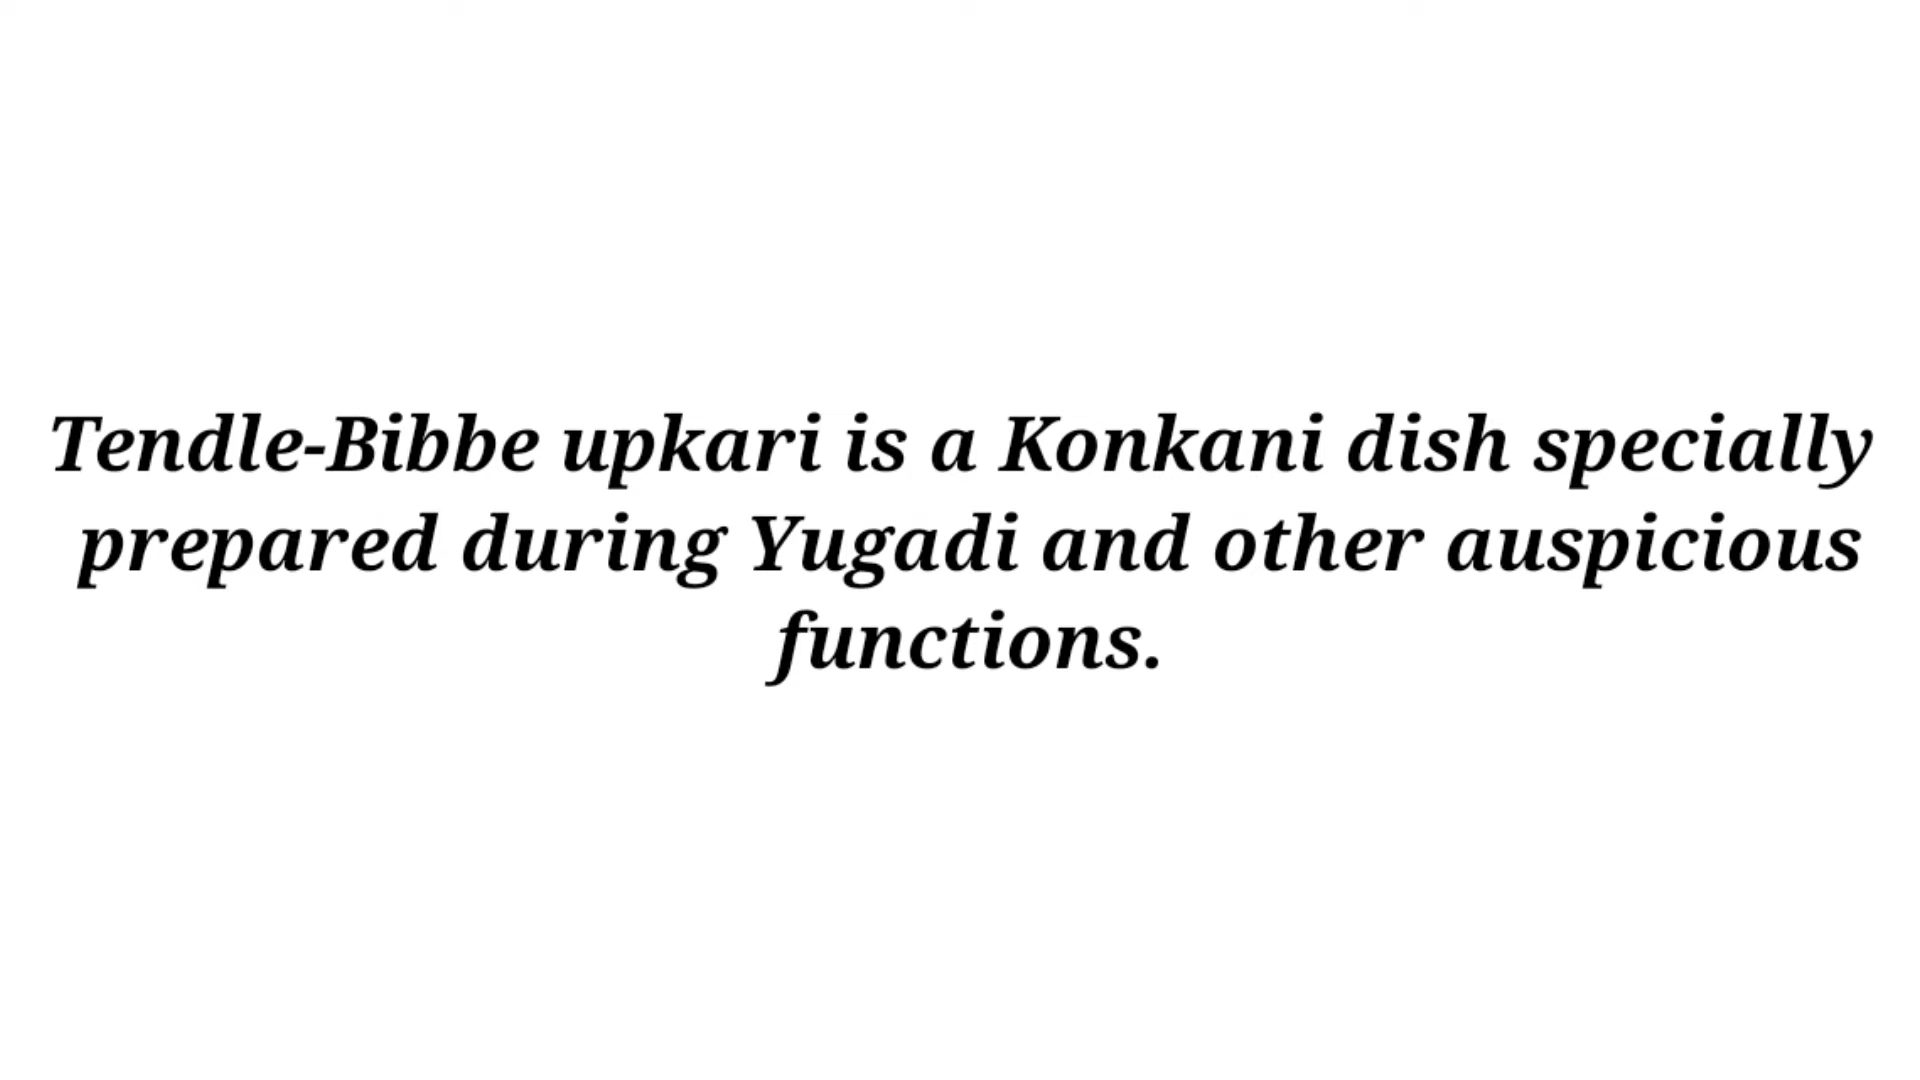 Tendle-Bibbe upkari is a Konkani dish specially
prepared during Yugadi and other auspicious
functions.